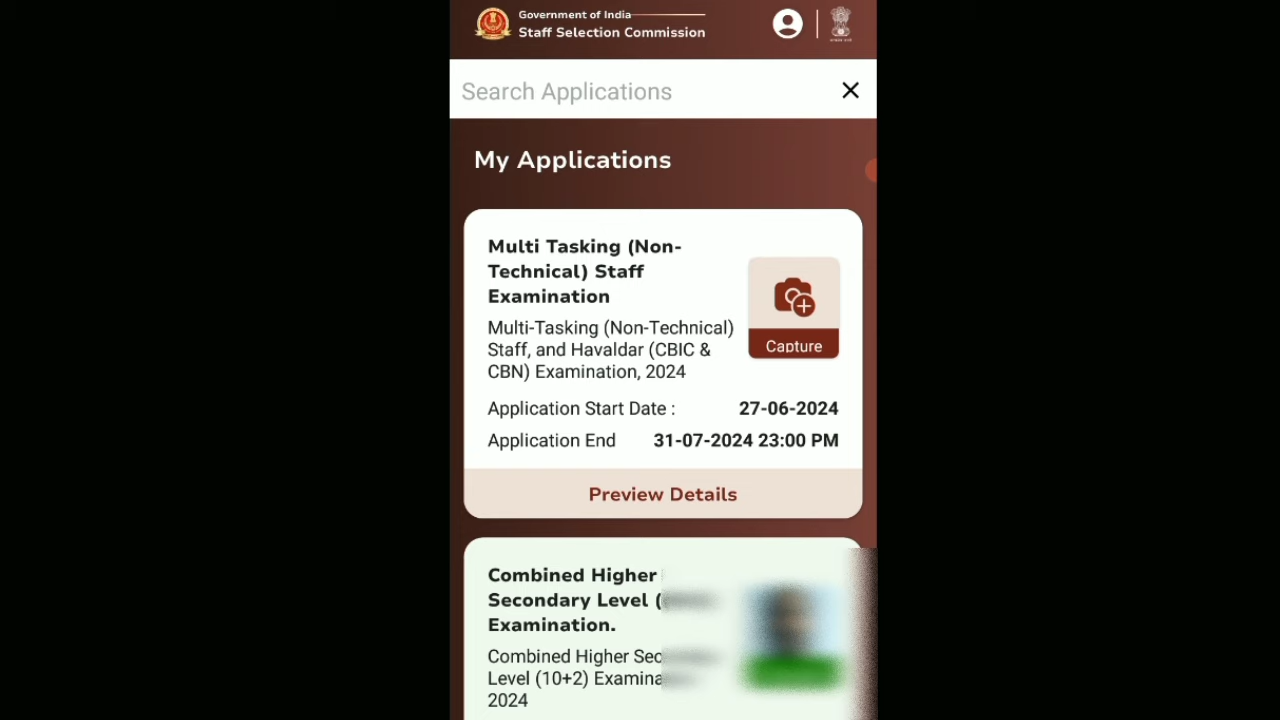 Government of India
Staff Selection Commission
Search Applications
My Applications
Multi Tasking (Non-
Technical) Staff
Examination
Capture
Multi-Tasking (Non-Technical)
Staff, and Havaldar (CBIC &
CBN) Examination, 2024
Application Start Date : 27-06-2024
Application End 31-07-2024 23:00 PM
Preview Details
Combined Higher
Secondary Level (
Examination.
Combined Higher Sec
Level (10+2) Examina
2024